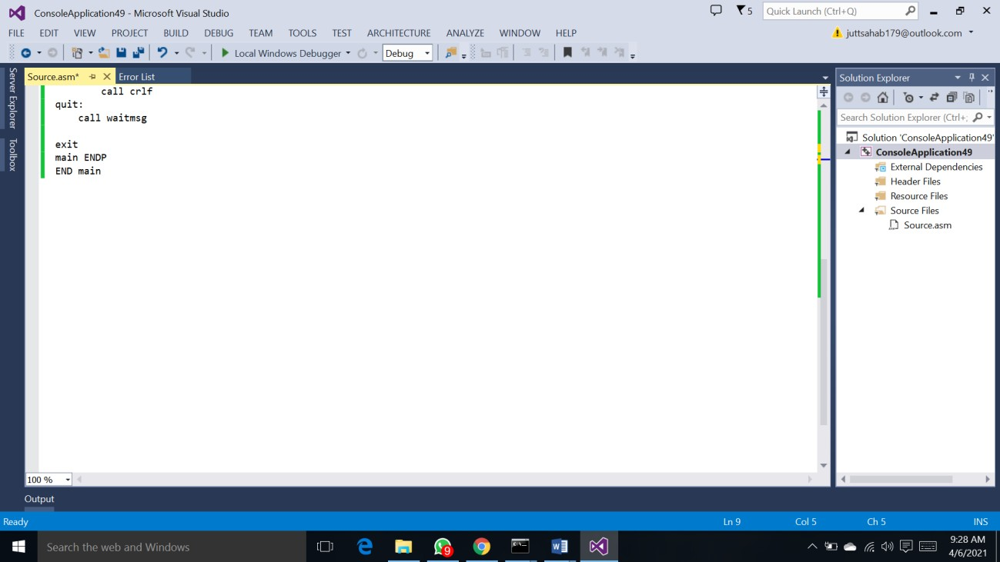 ConsoleApplication49 - Microsoft Visual Studio
5
Quick Launch (Ctrl+Q)
FILE EDIT VIEW PROJECT BUILD DEBUG TEAM TOOLS TEST ARCHITECTURE ANALYZE WINDOW HELP
juttsahab179@outlook.com
Local Windows Debugger Debug
Server Explorer
Toolbox
Source.asm* Error List
call crlf
quit:
call waitmsg
exit
main ENDP
END main
100 %
Solution Explorer
Search Solution Explorer (Ctrl+;
Solution 'ConsoleApplication49'
ConsoleApplication49
External Dependencies
Header Files
Resource Files
Source Files
Source.asm
Output
Ready Ln 9 Col 5 Ch 5 INS
Search the web and Windows
9
9:28 AM
4/6/2021